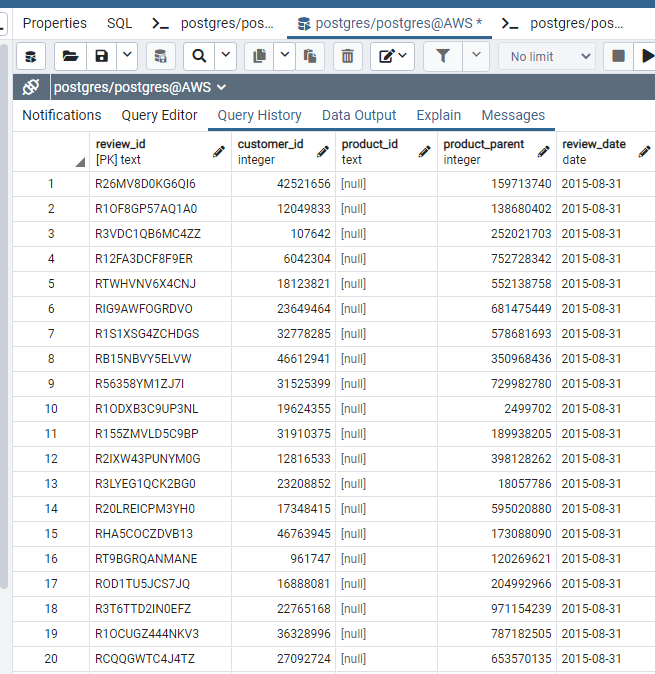 Properties SQL postgres/pos... postgres/postgres@AWS * postgres/pos...
No limit
postgres/postgres@AWS
Notifications Query Editor Query History Data Output Explain Messages
review_id customer_id product_id product_parent review_date
[PK] text integer text integer date
1 R26MV8D0KG6QI6 42521656 [null] 159713740 2015-08-31
2 R1OF8GP57AQ1A0 12049833 [null] 138680402 2015-08-31
3 R3VDC1QB6MC4ZZ 107642 [null] 252021703 2015-08-31
4 R12FA3DCF8F9ER 6042304 [null] 752728342 2015-08-31
5 RTWHVNV6X4CNJ 18123821 [null] 552138758 2015-08-31
6 RIG9AWFOGRDVO 23649464 [null] 681475449 2015-08-31
7 R1S1XSG4ZCHDGS 32778285 [null] 578681693 2015-08-31
8 RB15NBVY5ELVW 46612941 [null] 350968436 2015-08-31
9 R56358YM1ZJ7I 31525399 [null] 729982780 2015-08-31
10 R1ODXB3C9UP3NL 19624355 [null] 2499702 2015-08-31
11 R155ZMVLD5C9BP 31910375 [null] 189938205 2015-08-31
12 R2IXW43PUNYM0G 12816533 [null] 398128262 2015-08-31
13 R3LYEG1QCK2BG0 23208852 [null] 18057786 2015-08-31
14 R20LREICPM3YH0 17348415 [null] 595020880 2015-08-31
15 RHA5COCZDVB13 46763945 [null] 173088090 2015-08-31
16 RT9BGRQANMANE 961747 [null] 120269621 2015-08-31
17 ROD1TU5JCS7JQ 16888081 [null] 204992966 2015-08-31
18 R3T6TTD2IN0EFZ 22765168 [null] 971154239 2015-08-31
19 R1OCUGZ444NKV3 36328996 [null] 787182505 2015-08-31
20 RCQQGWTC4J4TZ 27092724 [null] 653570135 2015-08-31